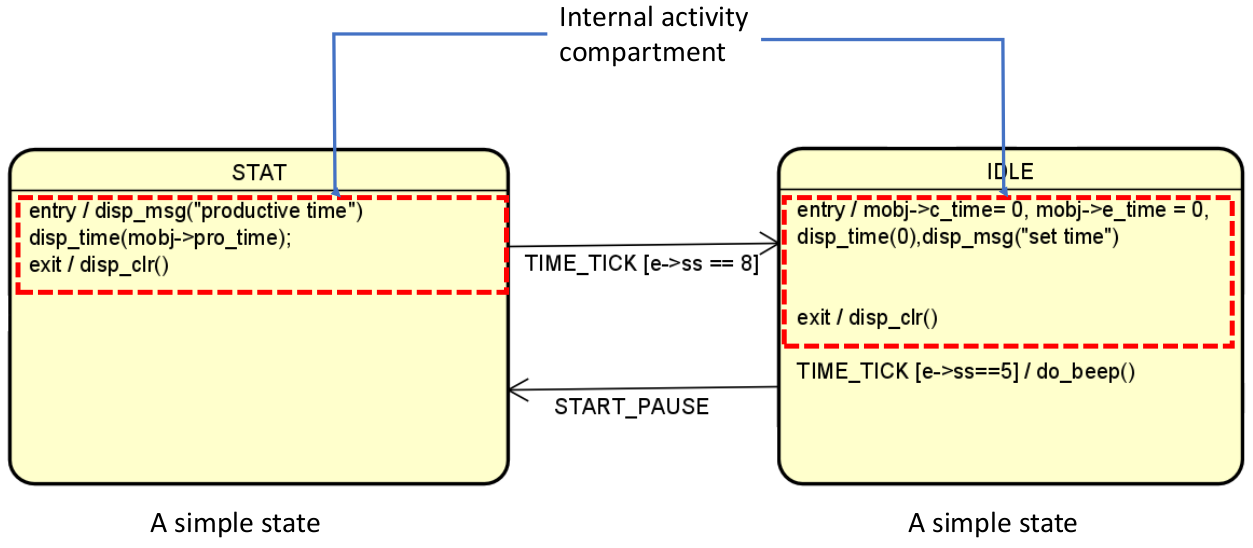 Internal activity
compartment
STAT
entry / disp_msg("productive time")
disp_time(mobj->pro_time);
exit / disp_clr()
TIME_TICK [e->ss == 8]
START_PAUSE
IDLE
entry / mobj->c_time= 0, mobj->e_time = 0,
disp_time(0),disp_msg("set time")
exit / disp_clr()
TIME_TICK [e->ss==5] / do_beep()
A simple state
A simple state